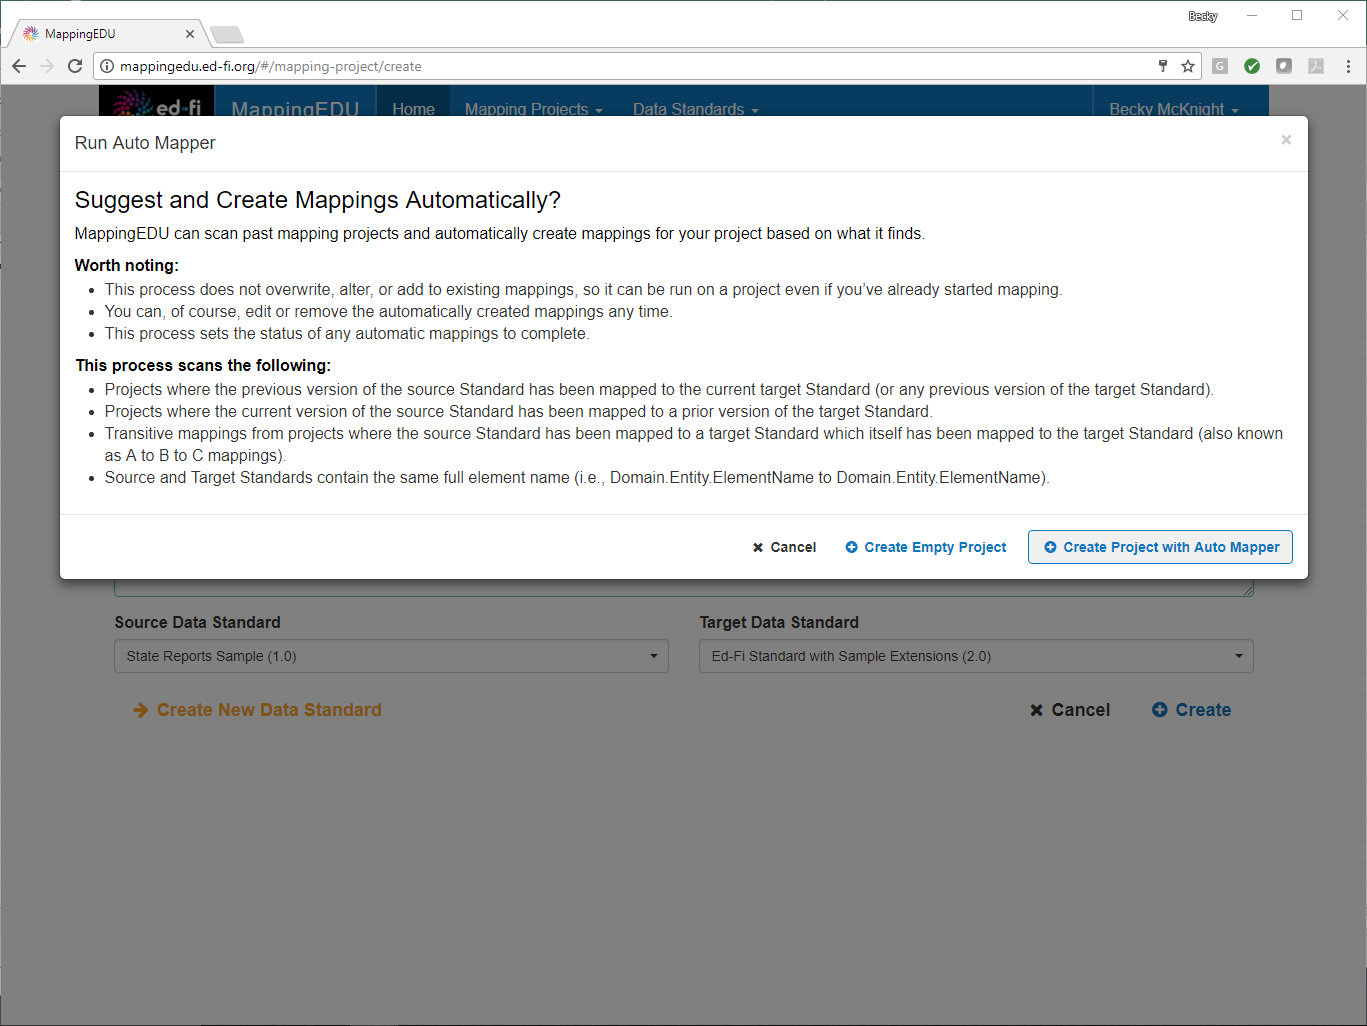 Becky
MappingEDU
mappingedu.ed-fi.org/#/mapping-project/create
G
ed-fi MappingEDU Home Mapping Projects Data Standards Becky McKnight
Run Auto Mapper
Suggest and Create Mappings Automatically?
MappingEDU can scan past mapping projects and automatically create mappings for your project based on what it finds.
Worth noting:
• This process does not overwrite, alter, or add to existing mappings, so it can be run on a project even if you’ve already started mapping.
• You can, of course, edit or remove the automatically created mappings any time.
• This process sets the status of any automatic mappings to complete.
This process scans the following:
• Projects where the previous version of the source Standard has been mapped to the current target Standard (or any previous version of the target Standard).
• Projects where the current version of the source Standard has been mapped to a prior version of the target Standard.
• Transitive mappings from projects where the source Standard has been mapped to a target Standard which itself has been mapped to the target Standard (also known
as A to B to C mappings).
• Source and Target Standards contain the same full element name (i.e., Domain.Entity.ElementName to Domain.Entity.ElementName).
Cancel Create Empty Project Create Project with Auto Mapper
Source Data Standard Target Data Standard
State Reports Sample (1.0) Ed-Fi Standard with Sample Extensions (2.0)
Create New Data Standard Cancel Create